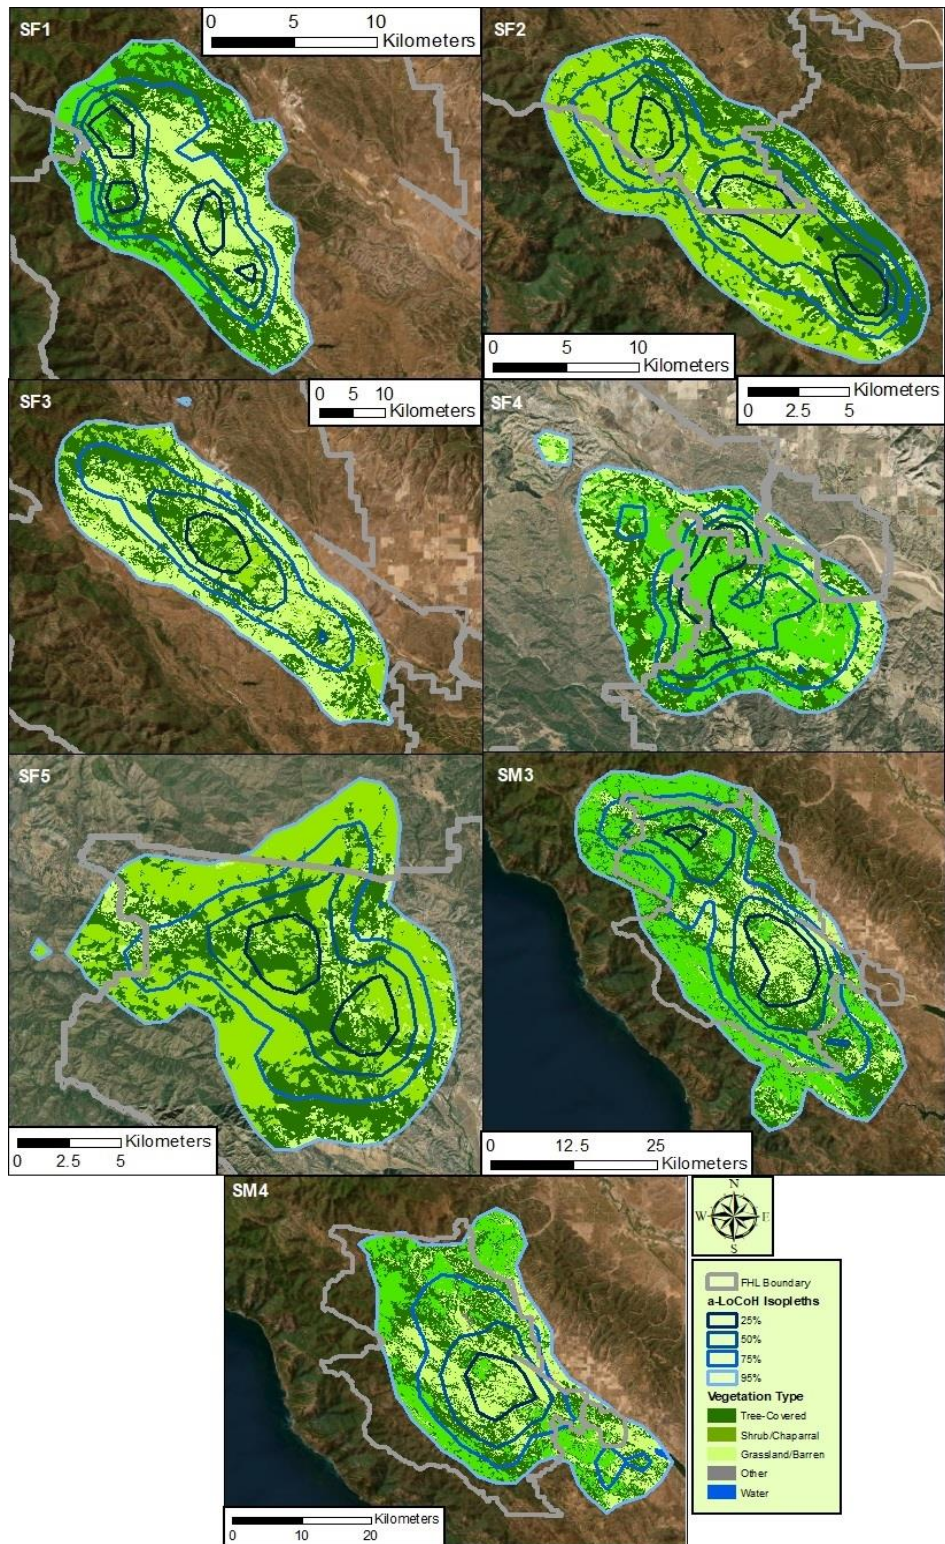 SF1
0 5 10
Kilometers
SF2
0 5 10
Kilometers
SF3
0 5 10
Kilometers
SF4
0 2.5 5
Kilometers
SF5
Kilometers
0 2.5 5
SM3
0 12.5 25
Kilometers
SM4
Kilometers
0 10 20
N
W E
S
FHL Boundary
a-LoCoH Isopleths
25%
50%
75%
95%
Vegetation Type
Tree-Covered
Shrub/Chaparral
Grassland/Barren
Other
Water